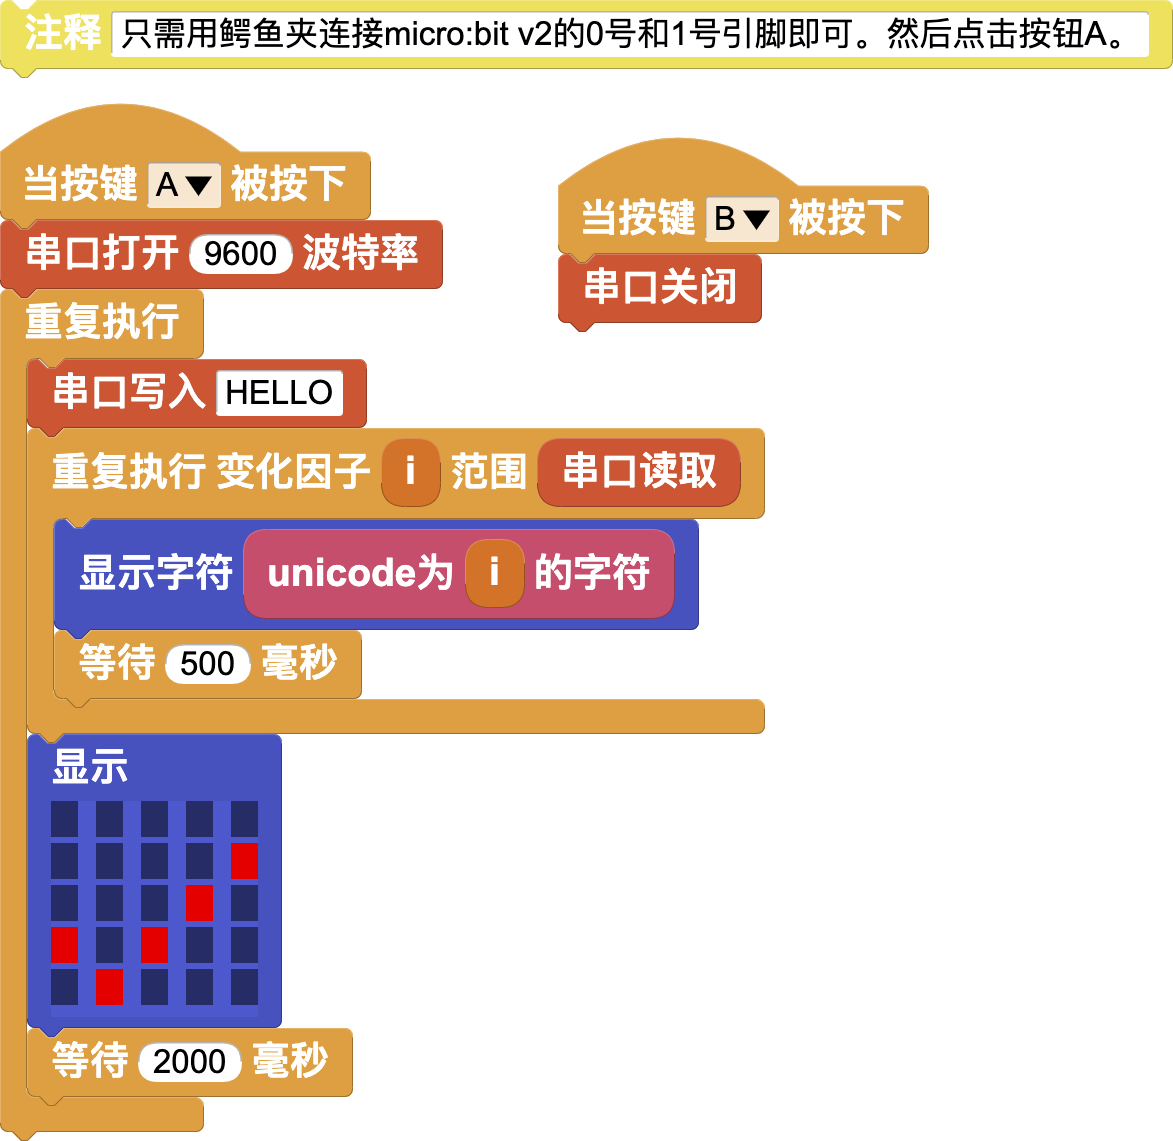 注释 只需用鳄鱼夹连接micro:bit v2的0号和1号引脚即可。然后点击按钮A。
当按键 A▼ 被按下
串口打开 9600 波特率
重复执行
串口写入 HELLO
重复执行 变化因子 i 范围 串口读取
显示字符 unicode为 i 的字符
等待 500 毫秒
显示
等待 2000 毫秒
当按键 B▼ 被按下
串口关闭